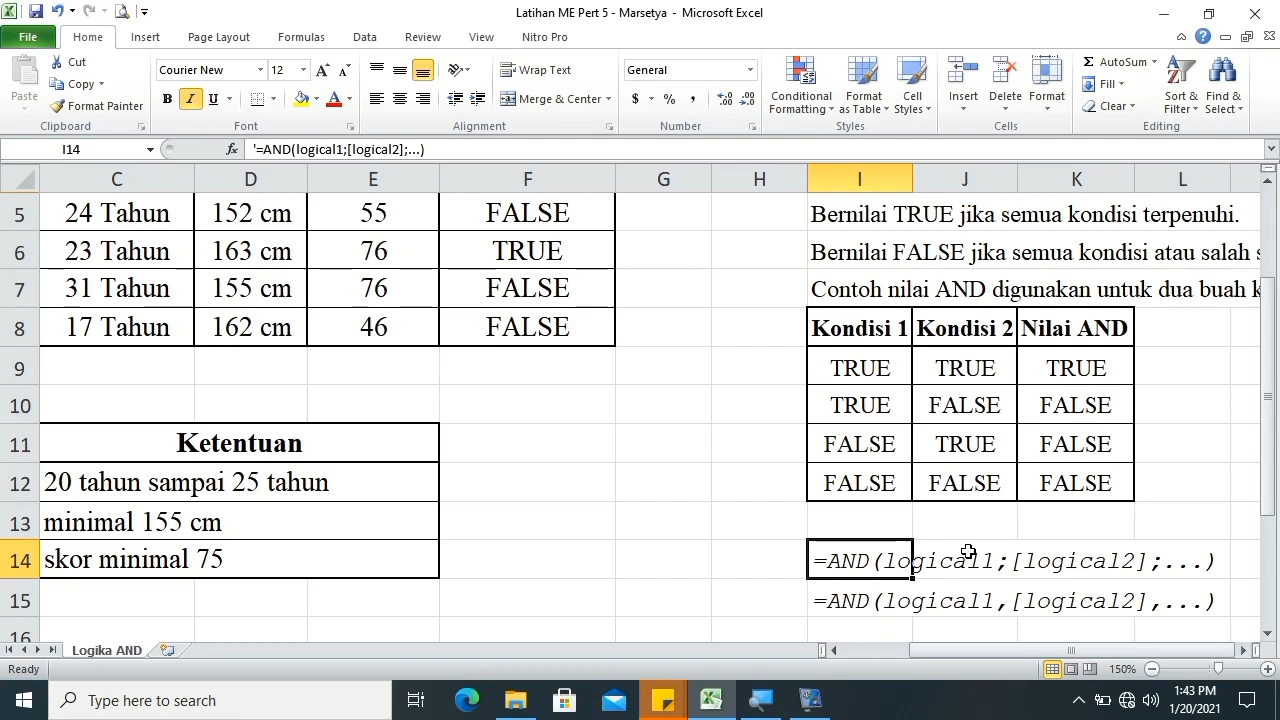 Latihan ME Pert 5 - Marsetya - Microsoft Excel
File Home Insert Page Layout Formulas Data Review View Nitro Pro
Paste Cut Copy Format Painter
Courier New 12
B I U
Wrap Text
Merge & Center
General
$ % ,
Conditional Formatting Format as Table Cell Styles
Insert Delete Format
Σ AutoSum
Fill
Clear
Sort & Filter Find & Select
Clipboard Font Alignment Number Styles Cells Editing
I14 fx '=AND(logical1;[logical2];...)
C D E F G H I J K L
5 24 Tahun 152 cm 55 FALSE Bernilai TRUE jika semua kondisi terpenuhi.
6 23 Tahun 163 cm 76 TRUE Bernilai FALSE jika semua kondisi atau salah s
7 31 Tahun 155 cm 76 FALSE Contoh nilai AND digunakan untuk dua buah k
8 17 Tahun 162 cm 46 FALSE Kondisi 1 Kondisi 2 Nilai AND
9 TRUE TRUE TRUE
10 TRUE FALSE FALSE
11 Ketentuan FALSE TRUE FALSE
12 20 tahun sampai 25 tahun FALSE FALSE FALSE
13 minimal 155 cm
14 skor minimal 75 =AND(logical1;[logical2];...)
15 =AND(logical1,[logical2],...)
16
Logika AND
Ready 150%
Type here to search
1:43 PM
1/20/2021